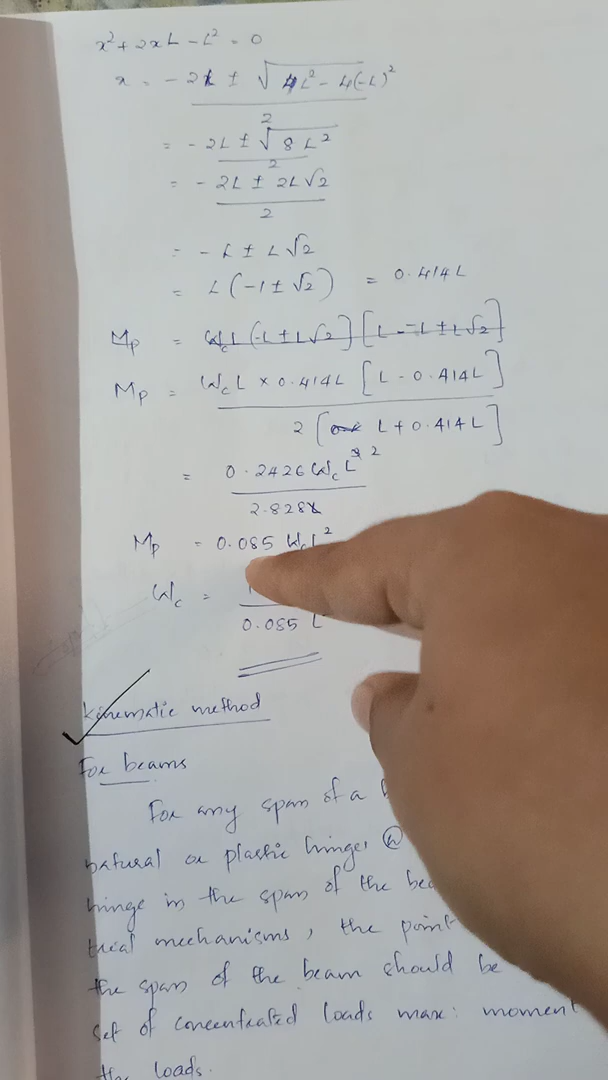 x² + 2xL - L² = 0
x = -2L ± √4L² - 4(-L)²
2
= -2L ± √8L²
2
= -2L ± 2L√2
2
= -L ± L√2
= L(-1 ± √2) = 0.414L
Mp = WcL(-L ± L√2)[L - -L ± L√2]
Mp = WcL × 0.414L [L - 0.414L]
2 [L + 0.414L]
= 0.2426 WcL²
2.828
Mp = 0.085 WcL²
Wc =
0.085 L
Kinematic method
For beams
For any span of a
natural or plastic hinges @
hinge in the span of the
mechanisms, the point
the span of the beam should be
set of concentrated loads max: moment
the loads.